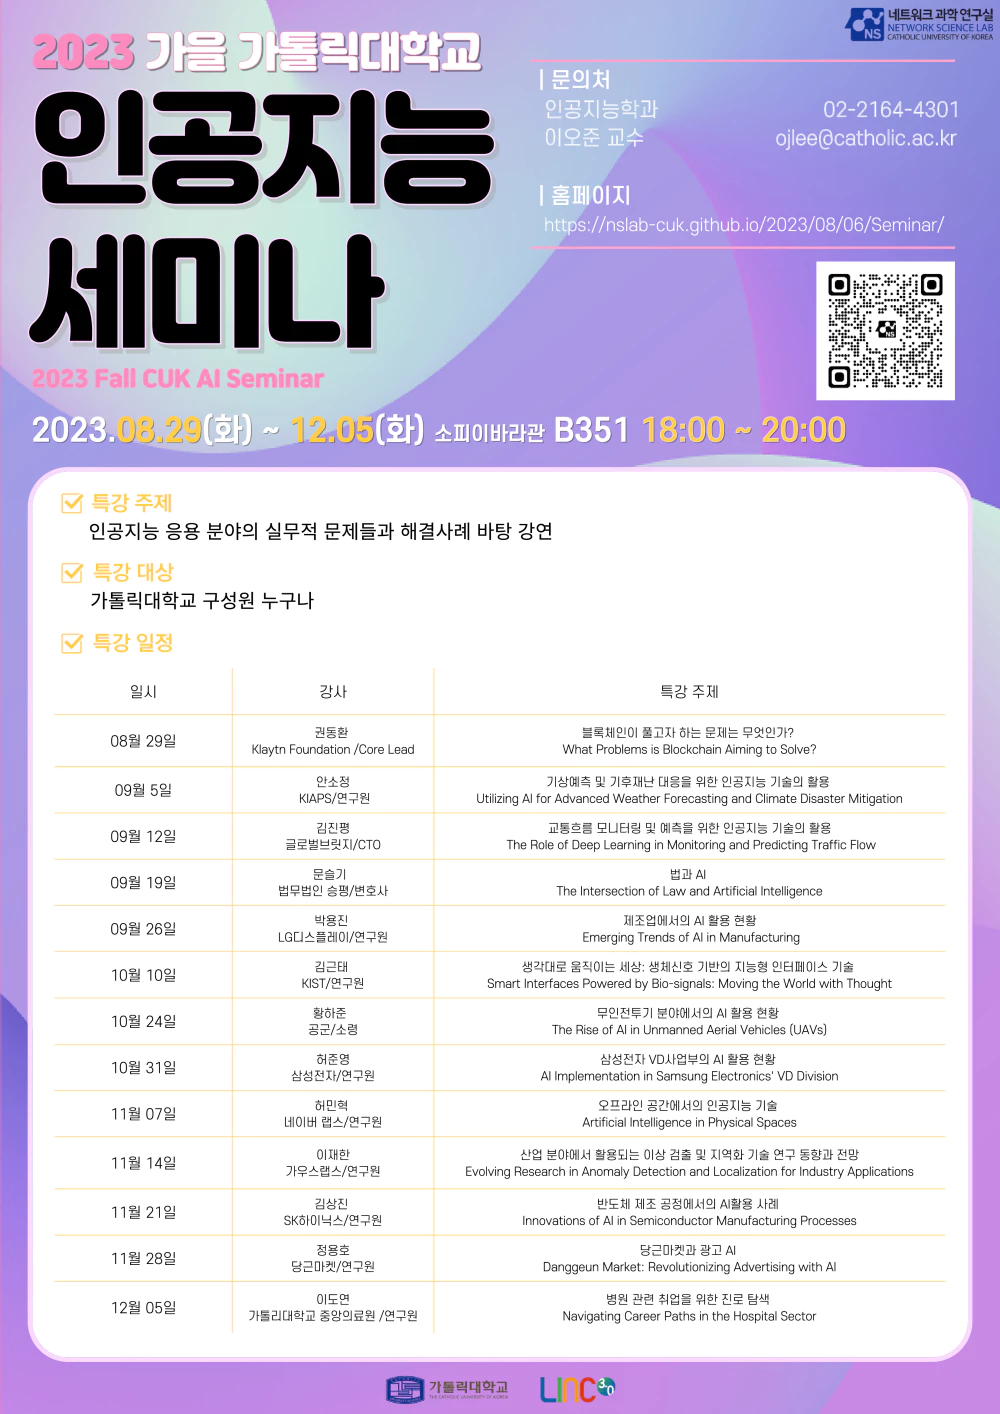 네트워크 과학 연구실
NETWORK SCIENCE LAB
CATHOLIC UNIVERSITY OF KOREA
NS
2023 가을 가톨릭대학교
인공지능
세미나
2023 Fall CUK AI Seminar
| 문의처
인공지능학과 02-2164-4301
이오준 교수 ojlee@catholic.ac.kr
| 홈페이지
https://nslab-cuk.github.io/2023/08/06/Seminar/
NS
2023.08.29(화) ~ 12.05(화) 소피이바라관 B351 18:00 ~ 20:00
특강 주제
인공지능 응용 분야의 실무적 문제들과 해결사례 바탕 강연
특강 대상
가톨릭대학교 구성원 누구나
특강 일정
일시 강사 특강 주제
08월 29일
권동환
Klaytn Foundation /Core Lead
블록체인이 풀고자 하는 문제는 무엇인가?
What Problems is Blockchain Aiming to Solve?
09월 5일
안소정
KIAPS/연구원
기상예측 및 기후재난 대응을 위한 인공지능 기술의 활용
Utilizing AI for Advanced Weather Forecasting and Climate Disaster Mitigation
09월 12일
김진평
글로벌브릿지/CTO
교통흐름 모니터링 및 예측을 위한 인공지능 기술의 활용
The Role of Deep Learning in Monitoring and Predicting Traffic Flow
09월 19일
문슬기
법무법인 승평/변호사
법과 AI
The Intersection of Law and Artificial Intelligence
09월 26일
박용진
LG디스플레이/연구원
제조업에서의 AI 활용 현황
Emerging Trends of AI in Manufacturing
10월 10일
김근태
KIST/연구원
생각대로 움직이는 세상: 생체신호 기반의 지능형 인터페이스 기술
Smart Interfaces Powered by Bio-signals: Moving the World with Thought
10월 24일
황하준
공군/소령
무인전투기 분야에서의 AI 활용 현황
The Rise of AI in Unmanned Aerial Vehicles (UAVs)
10월 31일
허준영
삼성전자/연구원
삼성전자 VD사업부의 AI 활용 현황
AI Implementation in Samsung Electronics' VD Division
11월 07일
허민혁
네이버 랩스/연구원
오프라인 공간에서의 인공지능 기술
Artificial Intelligence in Physical Spaces
11월 14일
이재한
가우스랩스/연구원
산업 분야에서 활용되는 이상 검출 및 지역화 기술 연구 동향과 전망
Evolving Research in Anomaly Detection and Localization for Industry Applications
11월 21일
김상진
SK하이닉스/연구원
반도체 제조 공정에서의 AI활용 사례
Innovations of AI in Semiconductor Manufacturing Processes
11월 28일
정용호
당근마켓/연구원
당근마켓과 광고 AI
Danggeun Market: Revolutionizing Advertising with AI
12월 05일
이도연
가톨리대학교 중앙의료원 /연구원
병원 관련 취업을 위한 진로 탐색
Navigating Career Paths in the Hospital Sector
가톨릭대학교
THE CATHOLIC UNIVERSITY OF KOREA
LINC 3.0